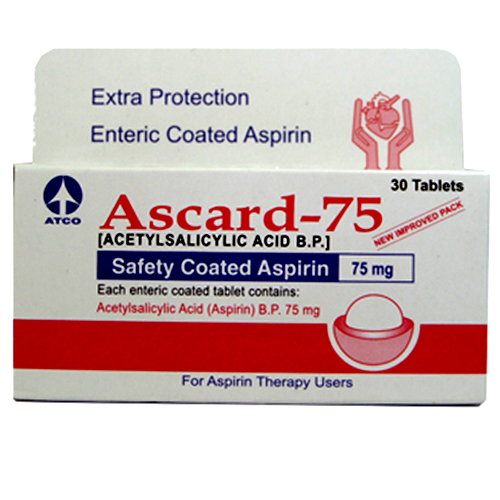 Extra Protection
Enteric Coated Aspirin
30 Tablets
ATCO
Ascard-75
NEW IMPROVED PACK
[ACETYLSALICYLIC ACID B.P.]
Safety Coated Aspirin 75 mg
Each enteric coated tablet contains:
Acetylsalicylic Acid (Aspirin) B.P. 75 mg
For Aspirin Therapy Users